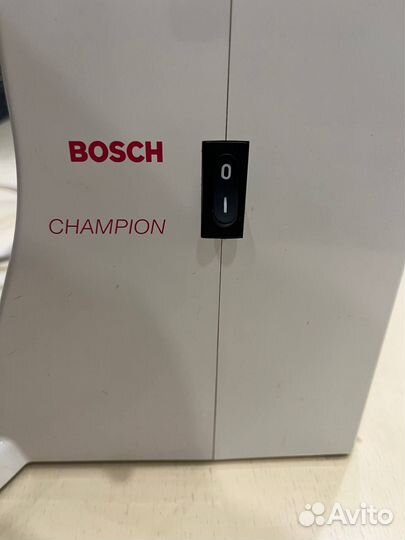 BOSCH
0
I
CHAMPION
Avito